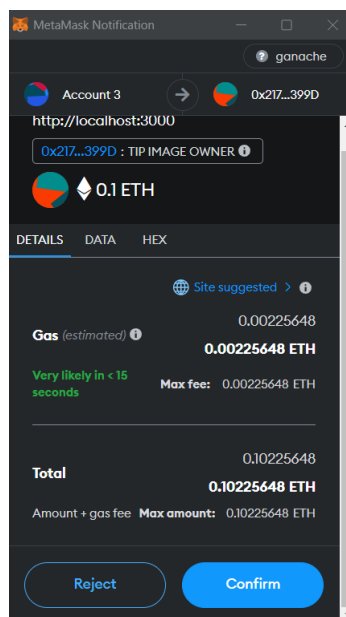 MetaMask Notification
ganache
Account 3
0x217...399D
http://localhost:3000
0x217...399D : TIP IMAGE OWNER
0.1 ETH
DETAILS DATA HEX
Site suggested >
0.00225648
Gas (estimated) 0.00225648 ETH
Very likely in < 15
seconds
Max fee: 0.00225648 ETH
0.10225648
Total
0.10225648 ETH
Amount + gas fee Max amount: 0.10225648 ETH
Reject Confirm